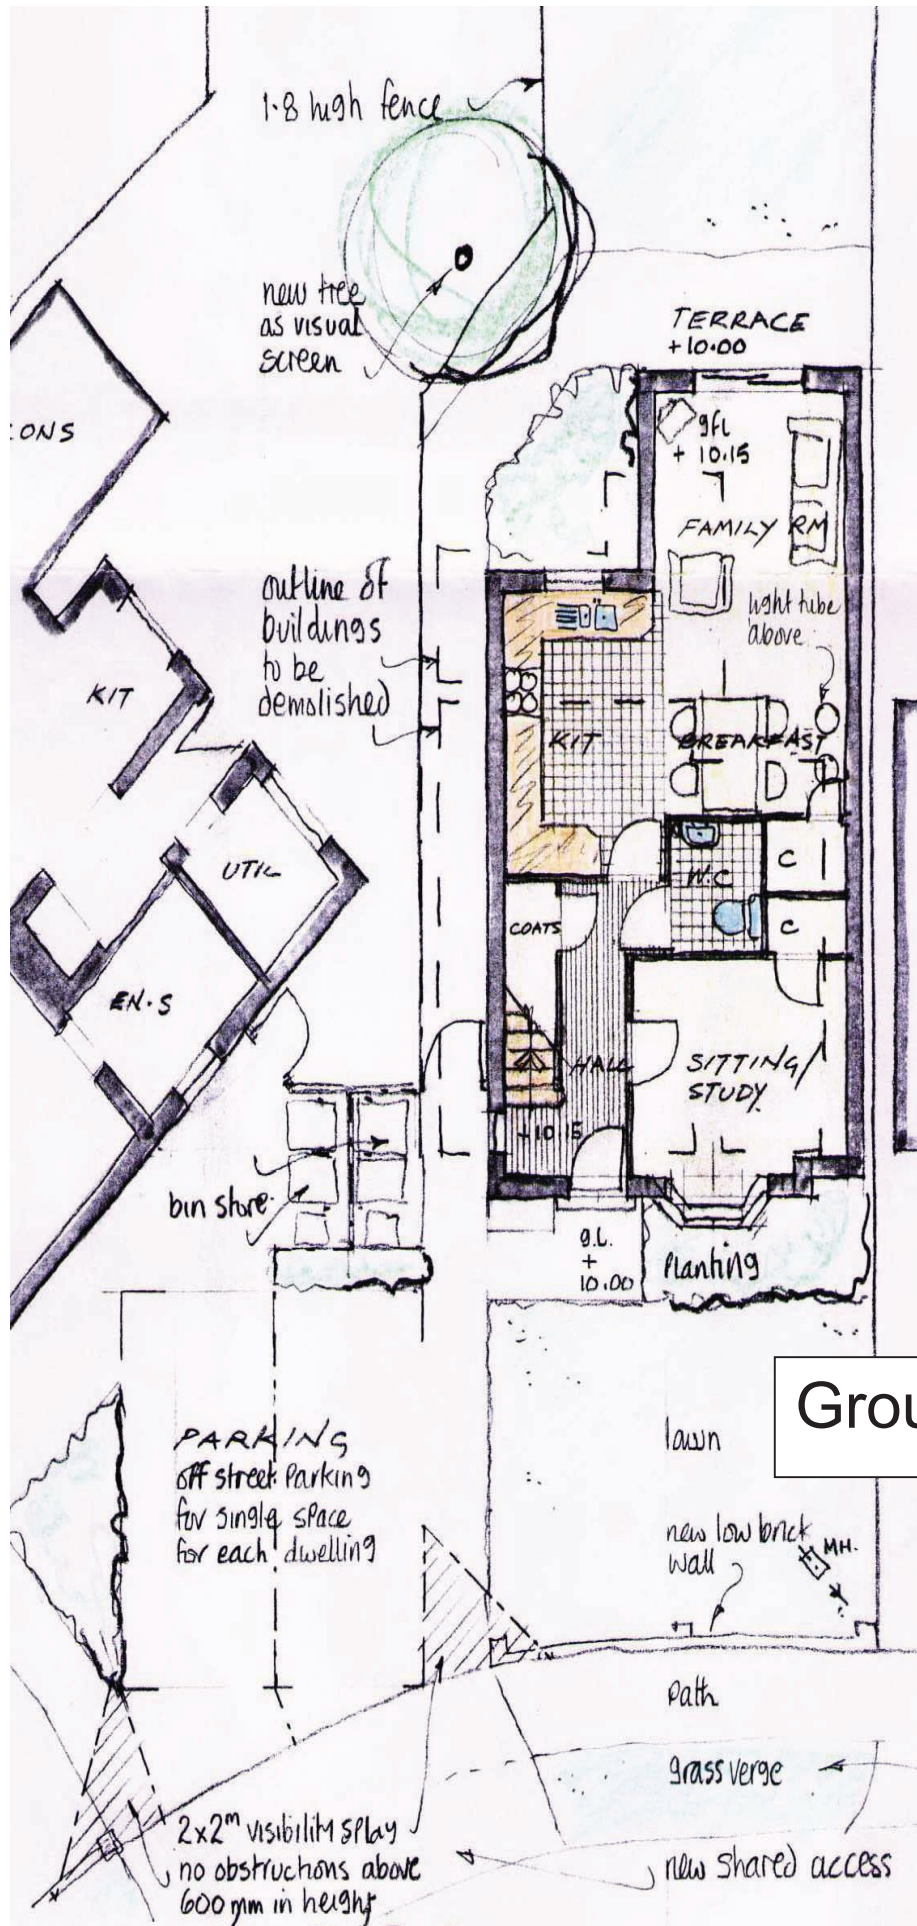 1.8 high fence
new tree
as visual
screen
TERRACE
+10.00
CONS
gfl
+ 10.15
FAMILY RM
outline of
buildings
to be
demolished
light tube
above
KIT
KIT
BREAKFAST
UTIL
W.C
C
COATS
C
EN.S
HALL
SITTING/
STUDY
+10.15
bin store
g.l.
+
10.00
Planting
Grou
PARKING
off street parking
for single space
for each dwelling
lawn
new low brick
wall
MH.
Path
grass verge
2x2m visibility splay
no obstructions above
600mm in height
new shared access